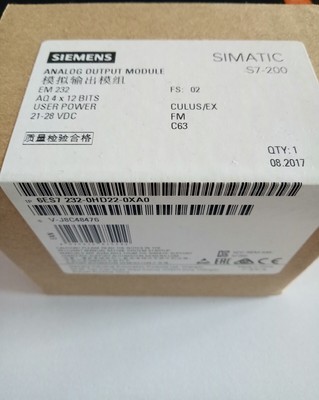 SIEMENS
SIMATIC
S7-200
ANALOG OUTPUT MODULE
模拟输出模组
EM 232 FS: 02
AQ 4 x 12 BITS
USER POWER CULUS/EX
21-28 VDC FM
C63
质量检验合格
QTY: 1
08.2017
1P 6ES7 232-0HD22-0XA0
S V-J8C48476